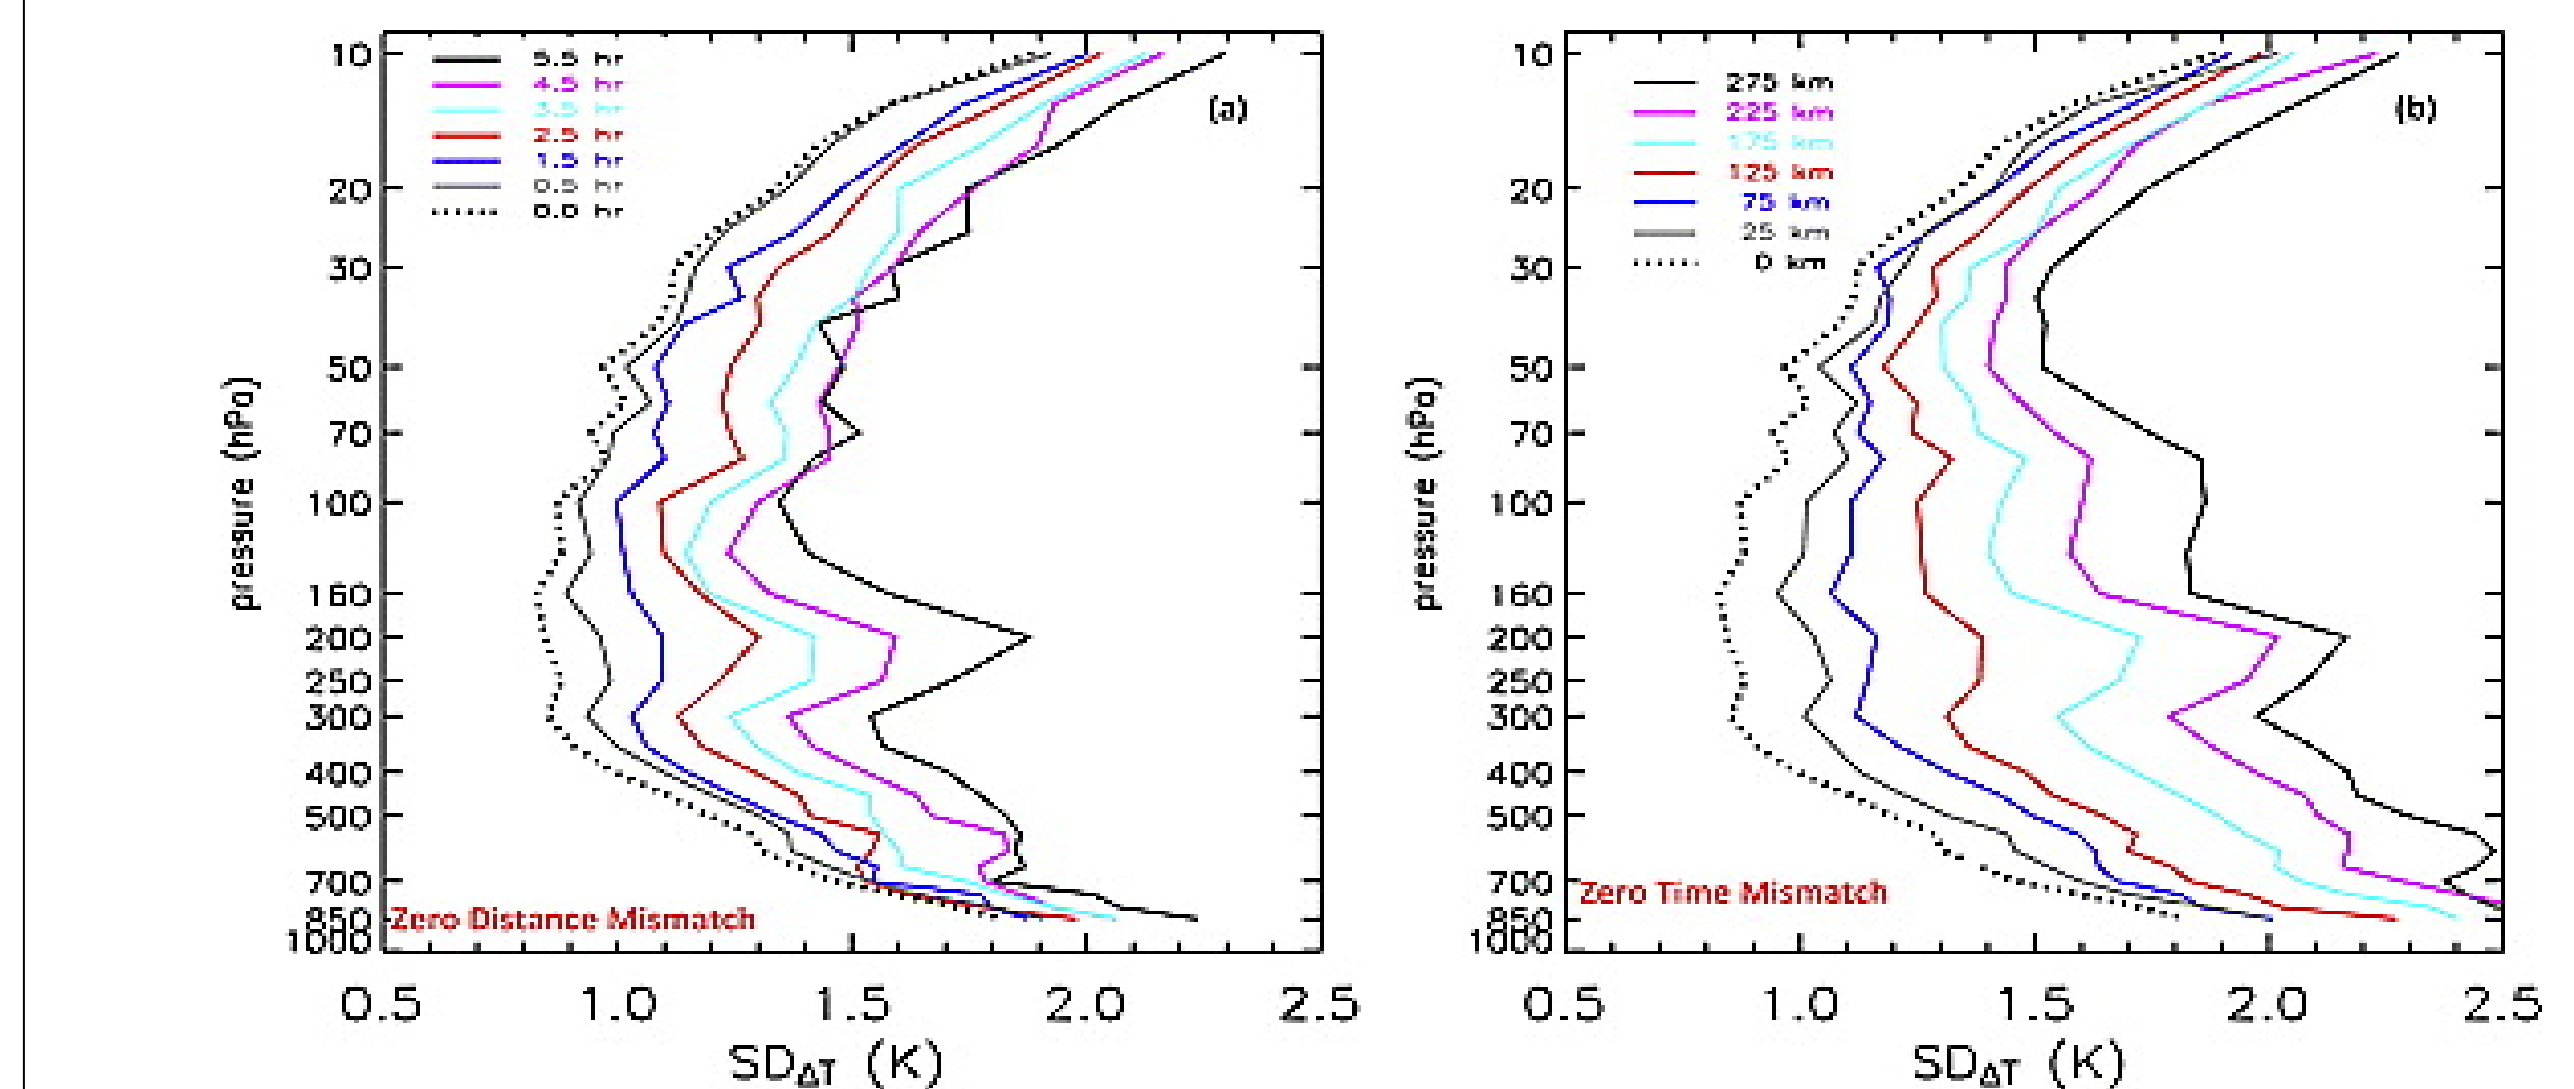 10
20
30
50
70
100
150
200
250
300
400
500
700
850
1000
pressure (hPa)
5.5 hr
4.5 hr
3.5 hr
2.5 hr
1.5 hr
0.5 hr
0.0 hr
(a)
Zero Distance Mismatch
0.5 1.0 1.5 2.0 2.5
SDΔT (K)
10
20
30
50
70
100
150
200
250
300
400
500
700
850
1000
pressure (hPa)
275 km
225 km
175 km
125 km
75 km
25 km
0 km
(b)
Zero Time Mismatch
0.5 1.0 1.5 2.0 2.5
SDΔT (K)